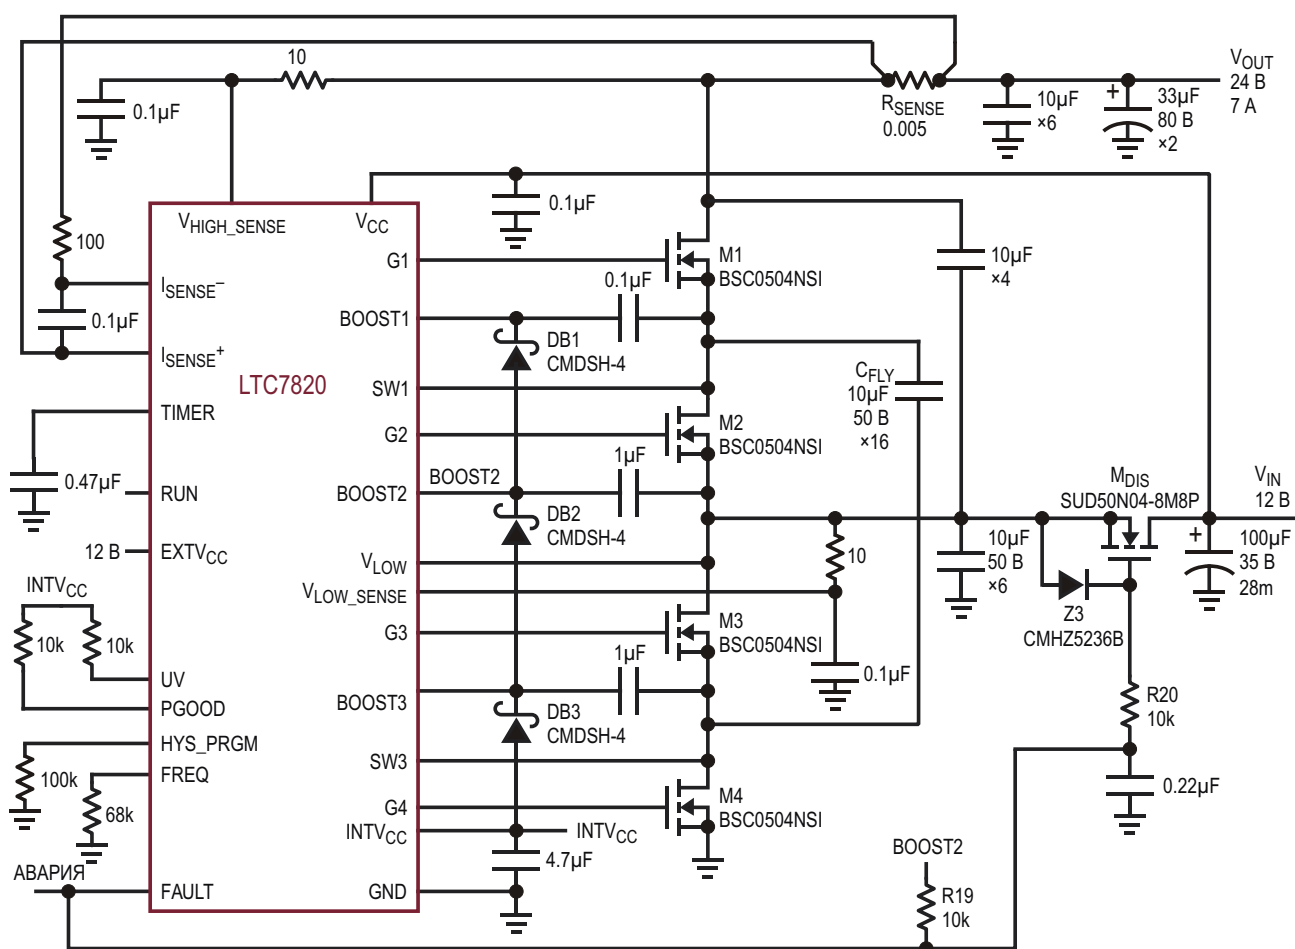 10
0.1µF
RSENSE
0.005
10µF
×6
+
33µF
80 В
×2
VOUT
24 В
7 А
VHIGH_SENSE
VCC
0.1µF
100
ISENSE–
0.1µF
ISENSE+
LTC7820
G1
M1
BSC0504NSI
10µF
×4
0.1µF
BOOST1
DB1
CMDSH-4
CFLY
10µF
50 В
×16
SW1
TIMER
G2
M2
BSC0504NSI
0.47µF
RUN
BOOST2
BOOST2
1µF
DB2
CMDSH-4
MDIS
SUD50N04-8M8P
VIN
12 В
12 В
EXTVCC
10
10µF
50 В
×6
+
100µF
35 В
28m
VLOW
VLOW_SENSE
Z3
CMHZ5236B
INTVCC
10k
10k
G3
M3
BSC0504NSI
0.1µF
UV
PGOOD
BOOST3
1µF
DB3
CMDSH-4
R20
10k
HYS_PRGM
100k
FREQ
68k
SW3
0.22µF
G4
M4
BSC0504NSI
INTVCC
INTVCC
4.7µF
BOOST2
R19
10k
АВАРИЯ
FAULT
GND